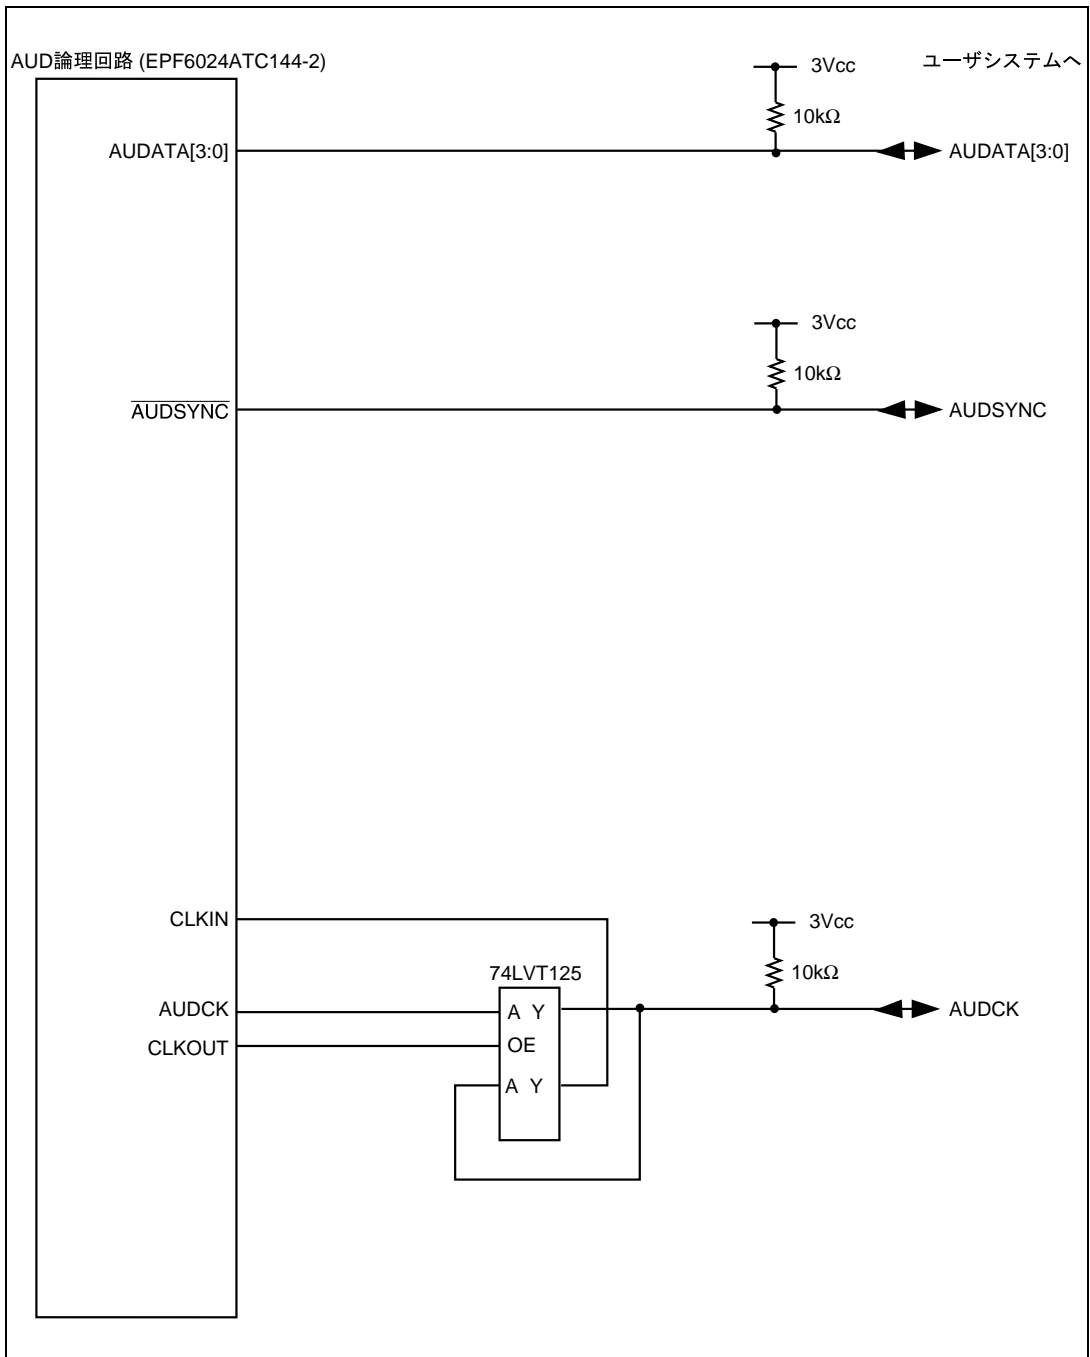 AUD論理回路 (EPF6024ATC144-2)
ユーザシステムへ
3Vcc
10kΩ
AUDATA[3:0]
AUDATA[3:0]
3Vcc
10kΩ
AUDSYNC
AUDSYNC
CLKIN
3Vcc
74LVT125
10kΩ
AUDCK
A Y
AUDCK
CLKOUT
OE
A Y